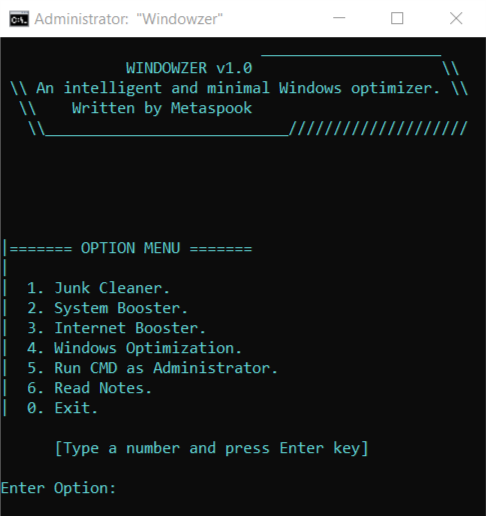 Administrator: "Windowzer"
WINDOWZER v1.0 \\
\\ An intelligent and minimal Windows optimizer. \\
\\ Written by Metaspook
\\___________________________////////////////////
|======= OPTION MENU =======
|
| 1. Junk Cleaner.
| 2. System Booster.
| 3. Internet Booster.
| 4. Windows Optimization.
| 5. Run CMD as Administrator.
| 6. Read Notes.
| 0. Exit.
[Type a number and press Enter key]
Enter Option: